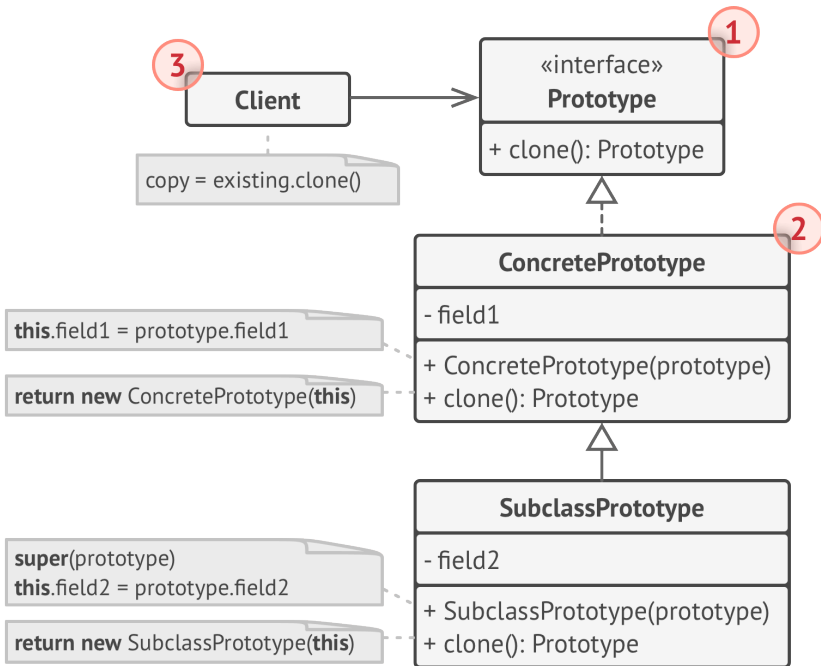 1
3
«interface»
Prototype
Client
+ clone(): Prototype
copy = existing.clone()
2
ConcretePrototype
- field1
this.field1 = prototype.field1
+ ConcretePrototype(prototype)
return new ConcretePrototype(this)
+ clone(): Prototype
SubclassPrototype
- field2
super(prototype)
this.field2 = prototype.field2
+ SubclassPrototype(prototype)
return new SubclassPrototype(this)
+ clone(): Prototype